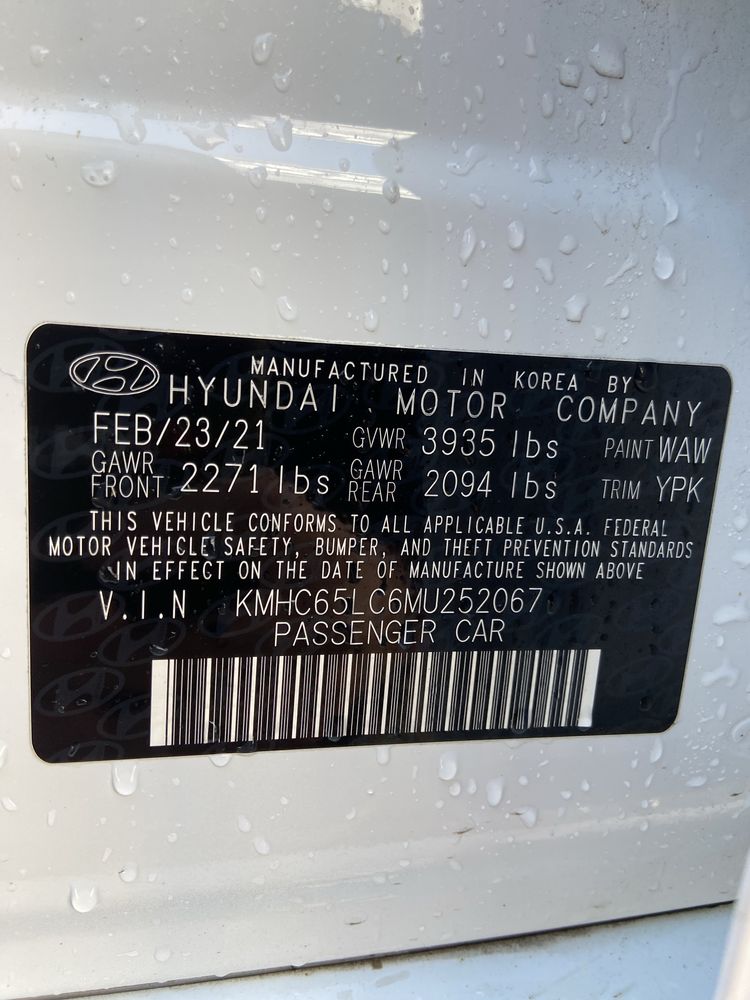 MANUFACTURED IN KOREA BY
HYUNDAI MOTOR COMPANY
FEB/23/21 GVWR 3935 lbs PAINT WAW
GAWR FRONT 2271 lbs GAWR REAR 2094 lbs TRIM YPK
THIS VEHICLE CONFORMS TO ALL APPLICABLE U.S.A. FEDERAL
MOTOR VEHICLE SAFETY, BUMPER, AND THEFT PREVENTION STANDARDS
IN EFFECT ON THE DATE OF MANUFACTURE SHOWN ABOVE
V.I.N KMHC65LC6MU252067
PASSENGER CAR